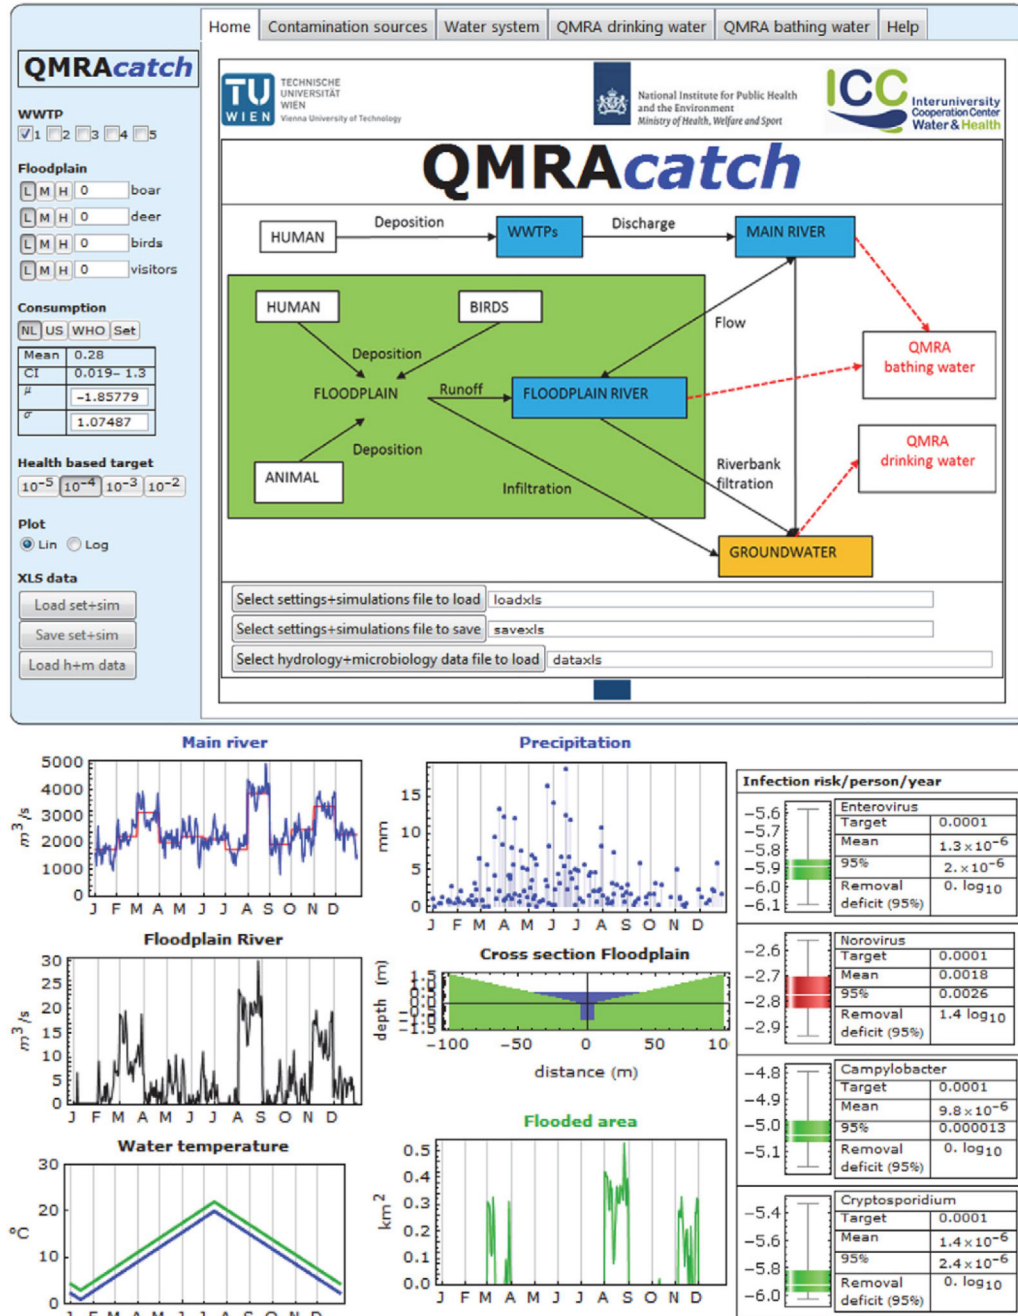 Home Contamination sources Water system QMRA drinking water QMRA bathing water Help
QMRAcatch
WWTP
1 2 3 4 5
Floodplain
L M H 0 boar
L M H 0 deer
L M H 0 birds
L M H 0 visitors
Consumption
NL US WHO Set
Mean 0.28
CI 0.019– 1.3
μ −1.85779
σ 1.07487
Health based target
10⁻⁵ 10⁻⁴ 10⁻³ 10⁻²
Plot
Lin Log
XLS data
Load set+sim
Save set+sim
Load h+m data
TU
WIEN
TECHNISCHE
UNIVERSITÄT
WIEN
Vienna University of Technology
National Institute for Public Health
and the Environment
Ministry of Health, Welfare and Sport
ICC
Interuniversity
Cooperation Center
Water & Health
QMRAcatch
HUMAN
Deposition
WWTPs
Discharge
MAIN RIVER
HUMAN
BIRDS
Flow
QMRA
bathing water
Deposition
FLOODPLAIN
Runoff
FLOODPLAIN RIVER
Deposition
ANIMAL
Infiltration
Riverbank
filtration
QMRA
drinking water
GROUNDWATER
Select settings+simulations file to load loadxls
Select settings+simulations file to save savexls
Select hydrology+microbiology data file to load dataxls
Main river
m³/s
5000
4000
3000
2000
1000
0
J F M A M J J A S O N D
Precipitation
mm
15
10
5
0
J F M A M J J A S O N D
Floodplain River
m³/s
30
25
20
15
10
5
0
J F M A M J J A S O N D
Cross section Floodplain
depth (m)
1.5
0.5
0.0
-1.5
−100 −50 0 50 10
distance (m)
Water temperature
°C
30
20
10
0
J F M A M J J A S O N D
Flooded area
km²
0.5
0.4
0.3
0.2
0.1
0.0
J F M A M J J A S O N D
Infection risk/person/year
−5.6
−5.7
−5.8
−5.9
−6.0
−6.1
Enterovirus
Target 0.0001
Mean 1.3×10⁻⁶
95% 2.×10⁻⁶
Removal 0. log₁₀
deficit (95%)
−2.6
−2.7
−2.8
−2.9
Norovirus
Target 0.0001
Mean 0.0018
95% 0.0026
Removal 1.4 log₁₀
deficit (95%)
−4.8
−4.9
−5.0
−5.1
Campylobacter
Target 0.0001
Mean 9.8×10⁻⁶
95% 0.000013
Removal 0. log₁₀
deficit (95%)
−5.4
−5.6
−5.8
−6.0
Cryptosporidium
Target 0.0001
Mean 1.4×10⁻⁶
95% 2.4×10⁻⁶
Removal 0. log₁₀
deficit (95%)